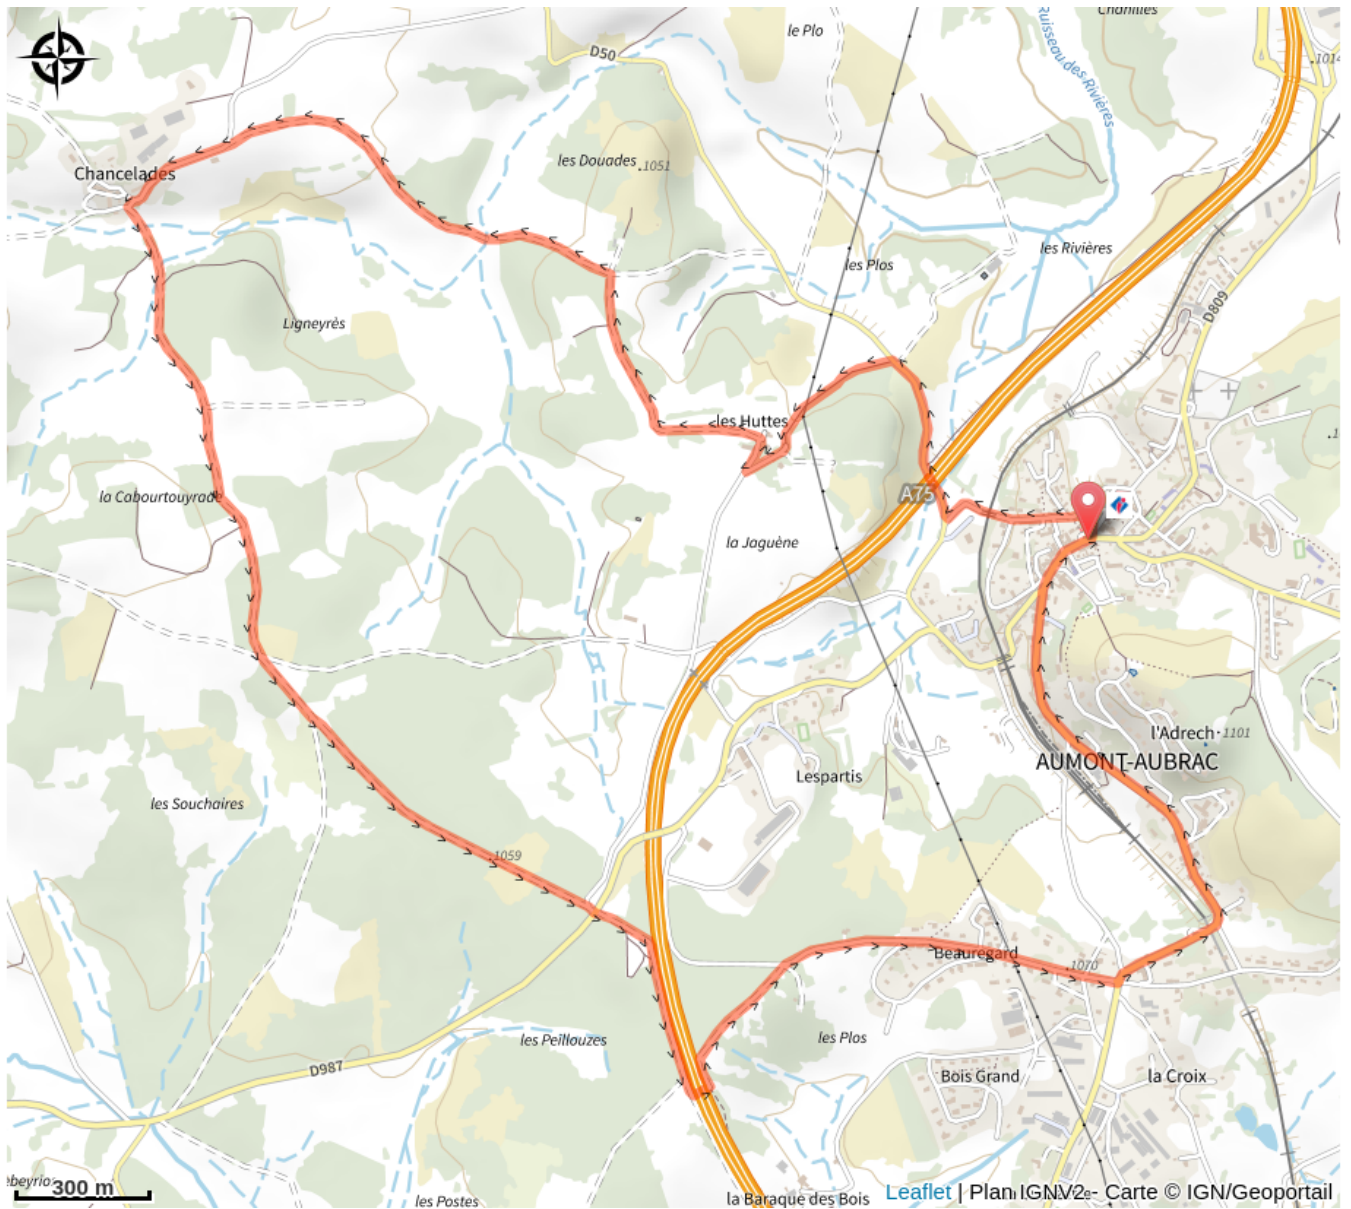 Chanilles
le Plo
D50
Ruisseau des Rivières
1014
les Douades
1051
Chancelades
les Rivières
les Plos
D809
Ligneyrès
les Huttes
la Cabourtouyrade
A75
la Jaguène
l'Adrech
1101
AUMONT-AUBRAC
Lespartis
les Souchaires
1059
Beauregard
1070
les Peillouzes
les Plos
D987
Bois Grand
la Croix
300 m
les Postes
la Baraque des Bois
Leaflet | Plan IGNV2 - Carte © IGN/Geoportail